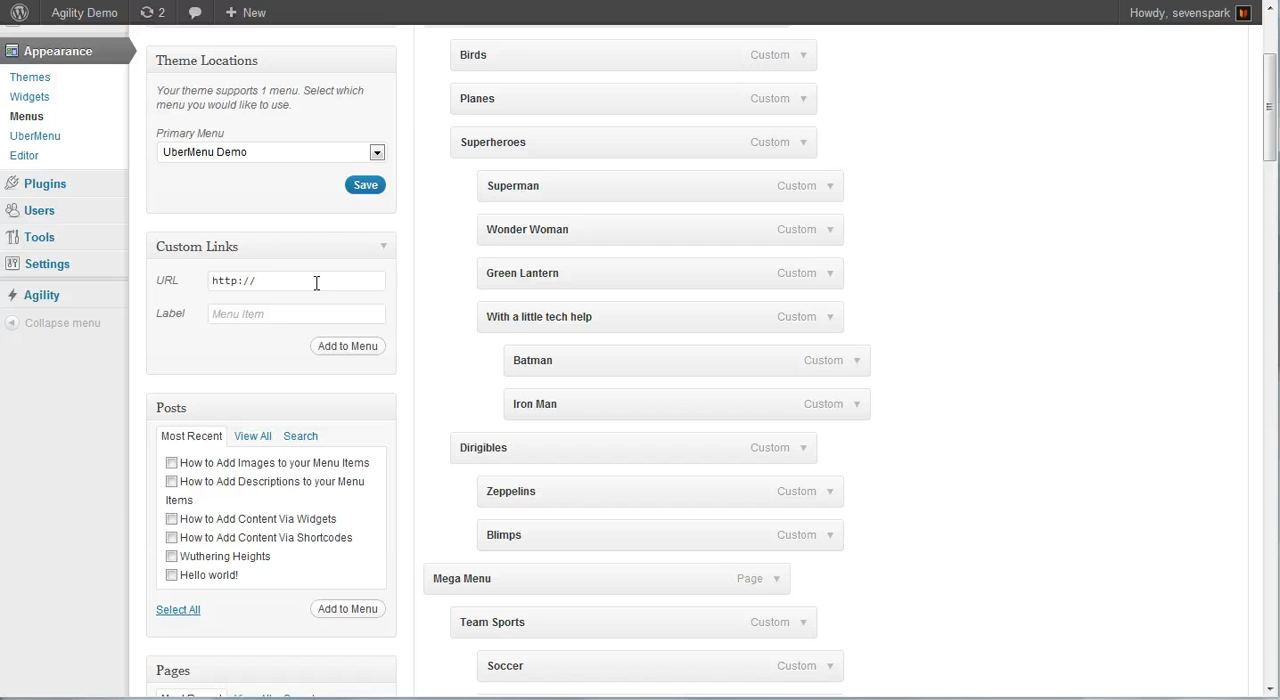 Agility Demo 2 New Howdy, sevenspark
Appearance
Themes
Widgets
Menus
UberMenu
Editor
Plugins
Users
Tools
Settings
Agility
Collapse menu
Theme Locations
Your theme supports 1 menu. Select which
menu you would like to use.
Primary Menu
UberMenu Demo
Save
Custom Links
URL http://
Label Menu Item
Add to Menu
Posts
Most Recent View All Search
How to Add Images to your Menu Items
How to Add Descriptions to your Menu
Items
How to Add Content Via Widgets
How to Add Content Via Shortcodes
Wuthering Heights
Hello world!
Select All Add to Menu
Pages
Birds Custom
Planes Custom
Superheroes Custom
Superman Custom
Wonder Woman Custom
Green Lantern Custom
With a little tech help Custom
Batman Custom
Iron Man Custom
Dirigibles Custom
Zeppelins Custom
Blimps Custom
Mega Menu Page
Team Sports Custom
Soccer Custom